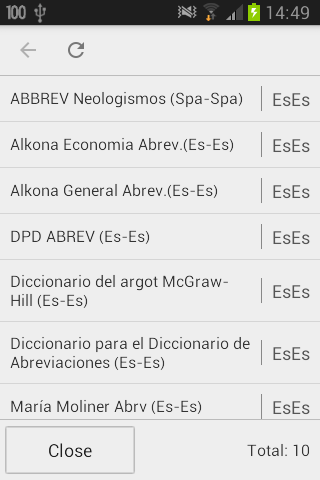 100 14:49
ABBREV Neologismos (Spa-Spa) EsEs
Alkona Economia Abrev.(Es-Es) EsEs
Alkona General Abrev.(Es-Es) EsEs
DPD ABREV (Es-Es) EsEs
Diccionario del argot McGraw-
Hill (Es-Es) EsEs
Diccionario para el Diccionario de
Abreviaciones (Es-Es) EsEs
María Moliner Abrv (Es-Es) EsEs
Close Total: 10